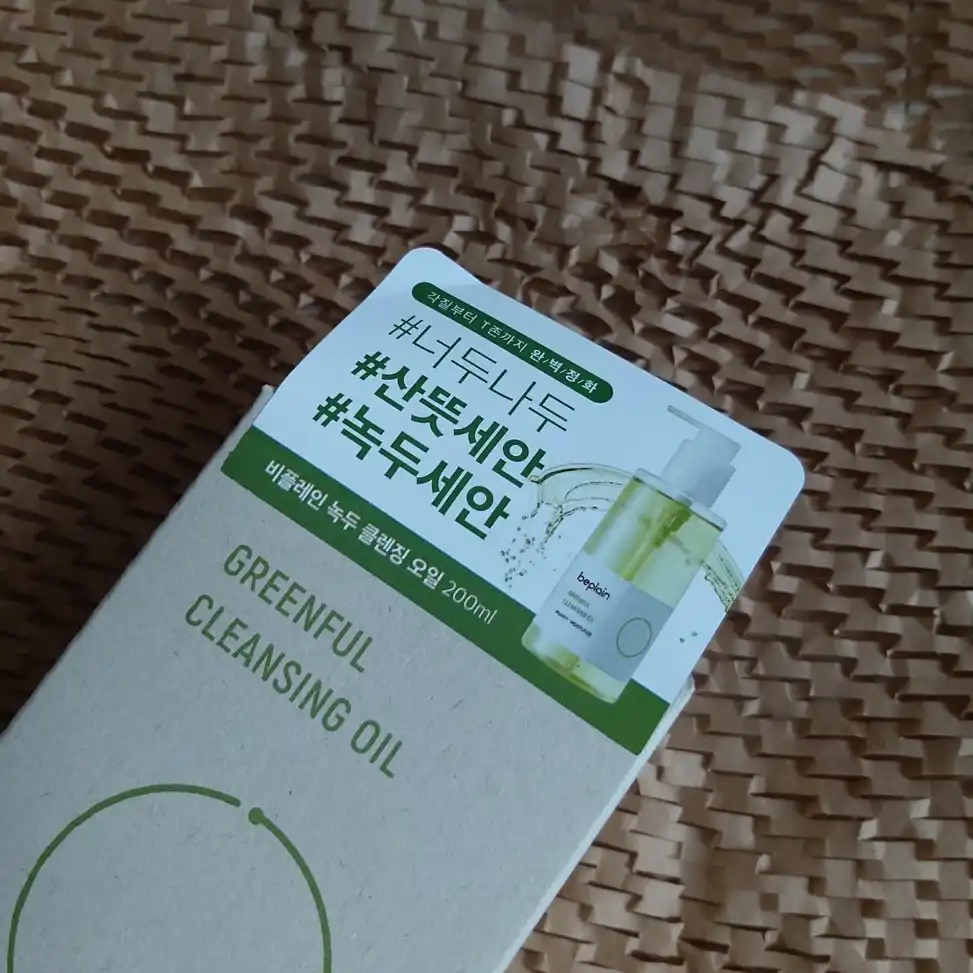 각질부터 T존까지 완/벽/정/화
#너두나두
#산뜻세안
#녹두세안
비플레인 녹두 클렌징 오일 200ml
beplain
CLEANSING OIL
GREENFUL
CLEANSING OIL